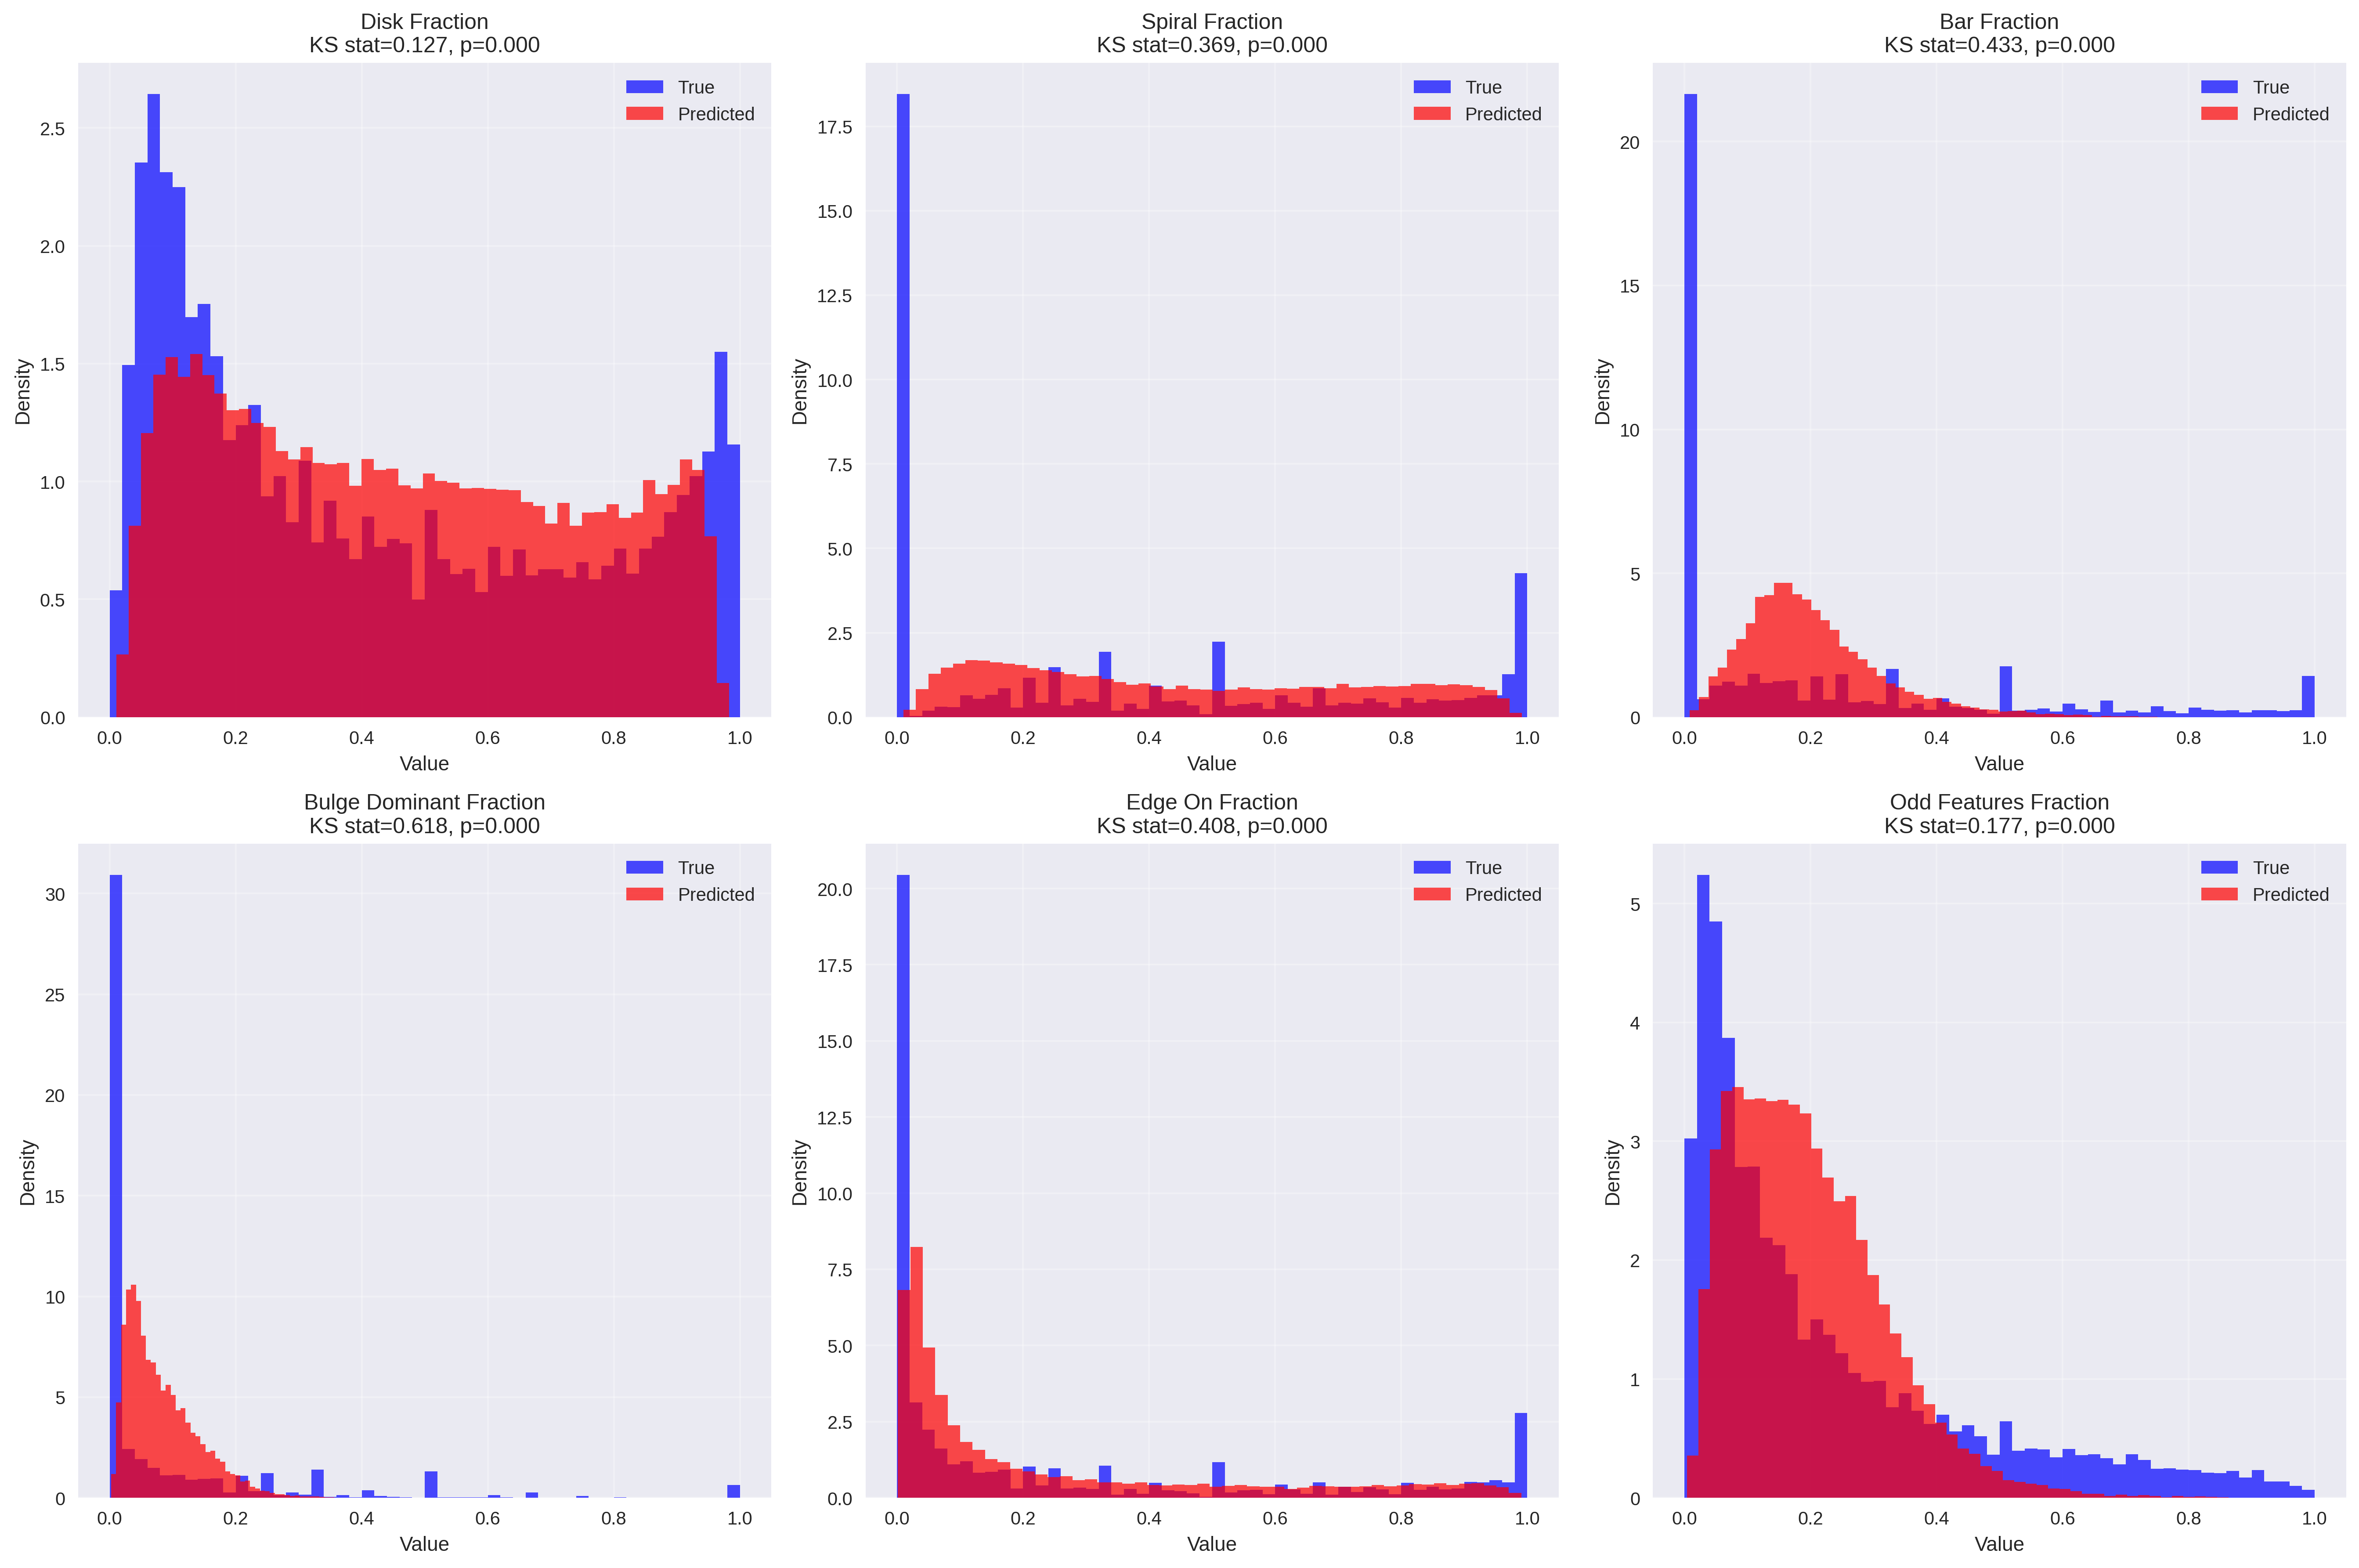 Disk Fraction
KS stat=0.127, p=0.000
True
Predicted
Density
2.5
2.0
1.5
1.0
0.5
0.0
0.0 0.2 0.4 0.6 0.8 1.0
Value
Spiral Fraction
KS stat=0.369, p=0.000
True
Predicted
Density
17.5
15.0
12.5
10.0
7.5
5.0
2.5
0.0
0.0 0.2 0.4 0.6 0.8 1.0
Value
Bar Fraction
KS stat=0.433, p=0.000
True
Predicted
Density
20
15
10
5
0
0.0 0.2 0.4 0.6 0.8 1.0
Value
Bulge Dominant Fraction
KS stat=0.618, p=0.000
True
Predicted
Density
30
25
20
15
10
5
0
0.0 0.2 0.4 0.6 0.8 1.0
Value
Edge On Fraction
KS stat=0.408, p=0.000
True
Predicted
Density
20.0
17.5
15.0
12.5
10.0
7.5
5.0
2.5
0.0
0.0 0.2 0.4 0.6 0.8 1.0
Value
Odd Features Fraction
KS stat=0.177, p=0.000
True
Predicted
Density
5
4
3
2
1
0
0.0 0.2 0.4 0.6 0.8 1.0
Value